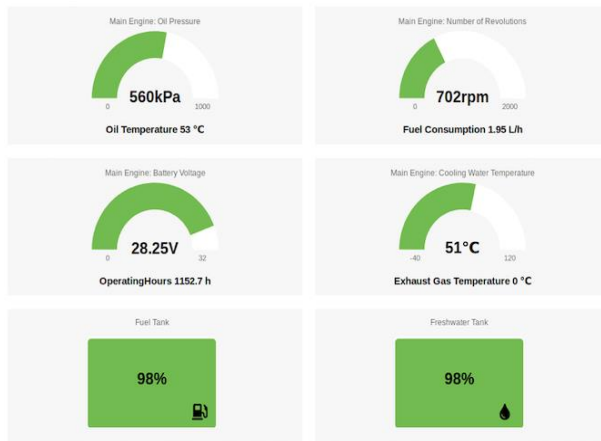 Main Engine: Oil Pressure
560kPa
0 1000
Oil Temperature 53 °C
Main Engine: Number of Revolutions
702rpm
0 2000
Fuel Consumption 1.95 L/h
Main Engine: Battery Voltage
28.25V
0 32
OperatingHours 1152.7 h
Main Engine: Cooling Water Temperature
51°C
-40 120
Exhaust Gas Temperature 0 °C
Fuel Tank
98%
Freshwater Tank
98%